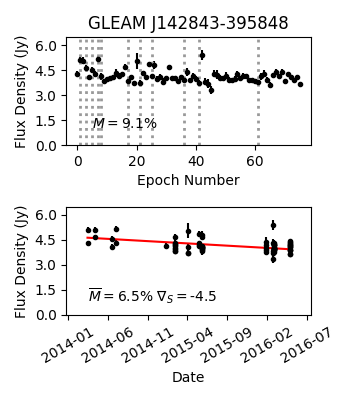 GLEAM J142843-395848
Flux Density (Jy)
6.0
4.5
3.0
1.5
0.0
M = 9.1%
0 20 40 60
Epoch Number
Flux Density (Jy)
6.0
4.5
3.0
1.5
0.0
M̅ = 6.5% ∇S = -4.5
2014-01 2014-06 2014-11 2015-04 2015-09 2016-02 2016-07
Date